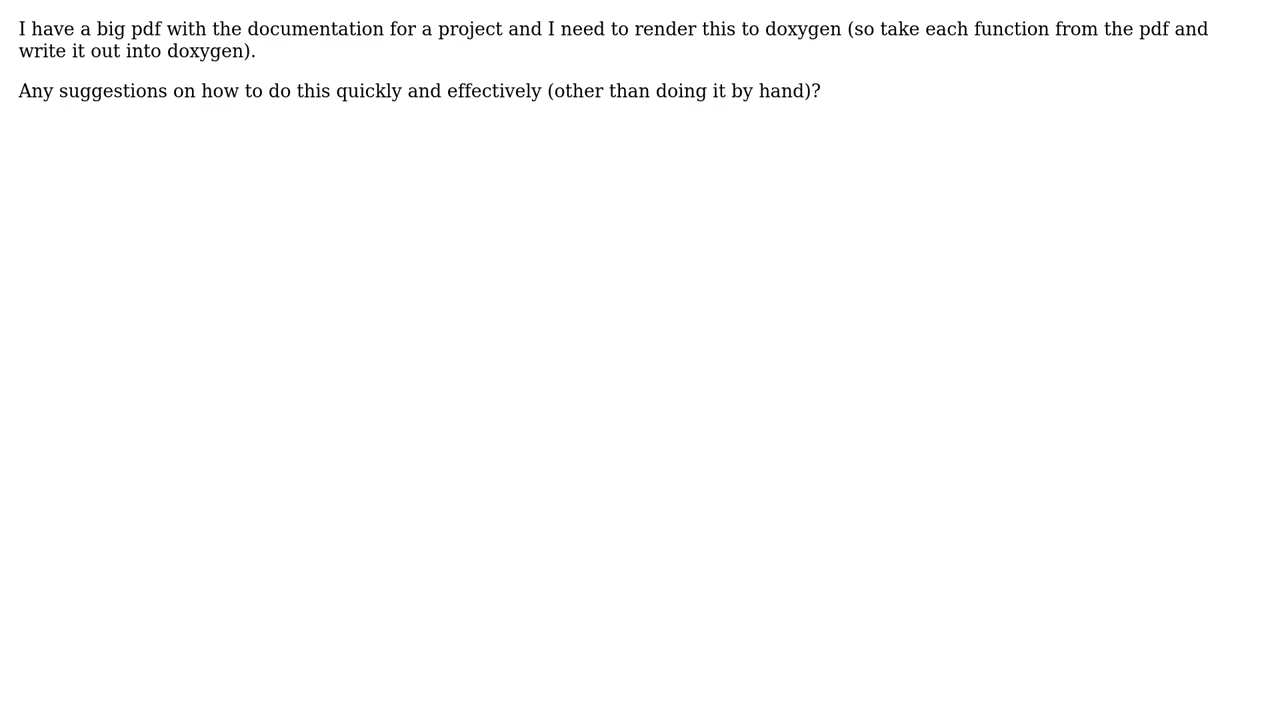 I have a big pdf with the documentation for a project and I need to render this to doxygen (so take each function from the pdf and
write it out into doxygen).
Any suggestions on how to do this quickly and effectively (other than doing it by hand)?